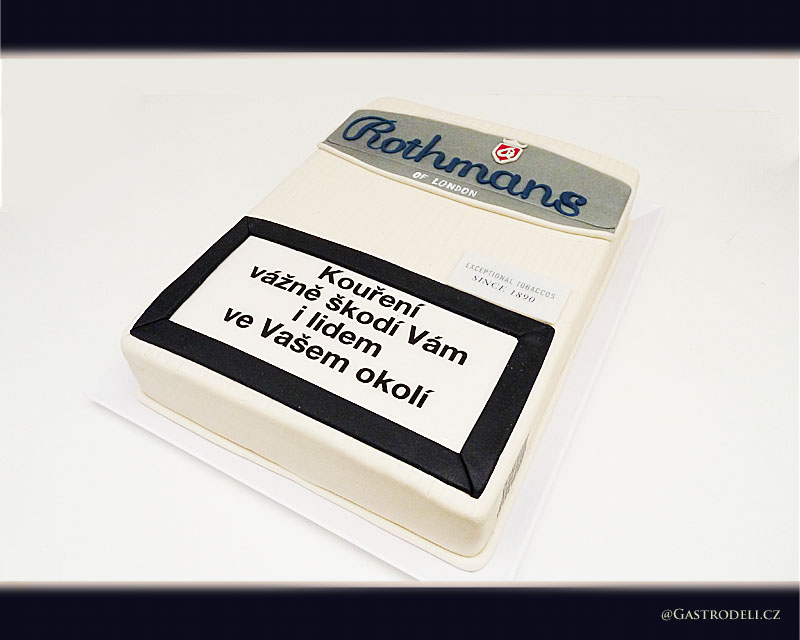 Rothmans
OF LONDON
EXCEPTIONAL TOBACCOS
SINCE 1890
Kouření
vážně škodí Vám
i lidem
ve Vašem okolí
@GASTRODELI.CZ